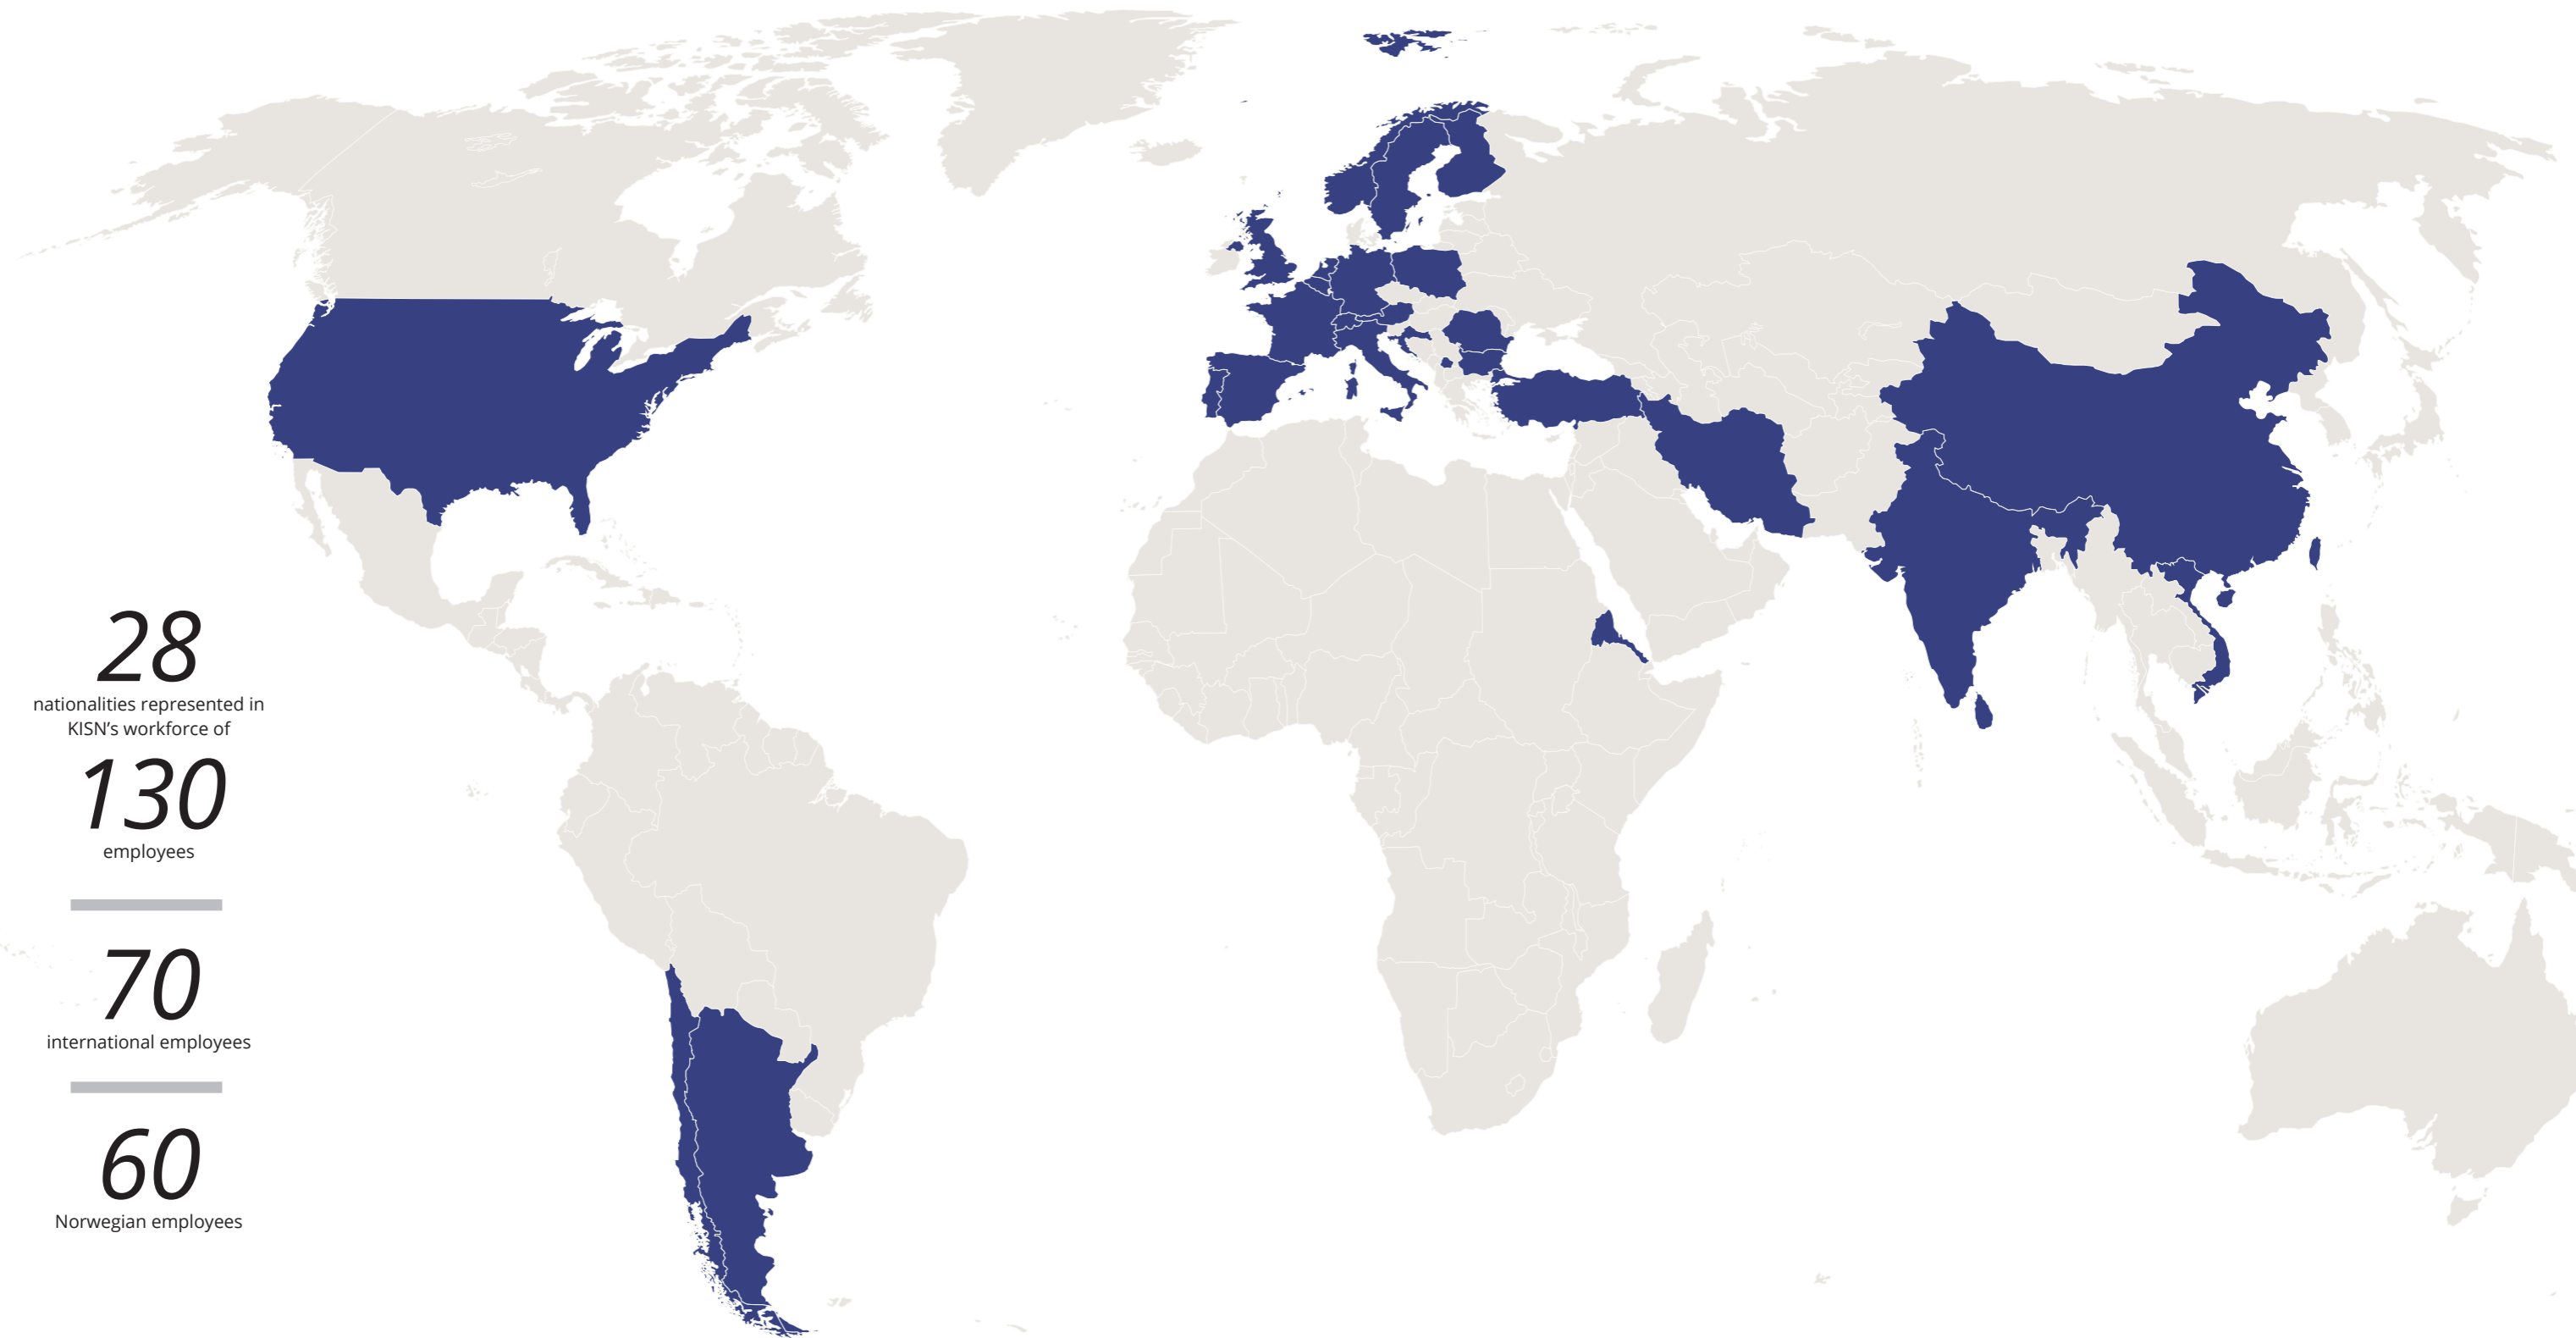 28
nationalities represented in
KISN’s workforce of
130
employees
70
international employees
60
Norwegian employees